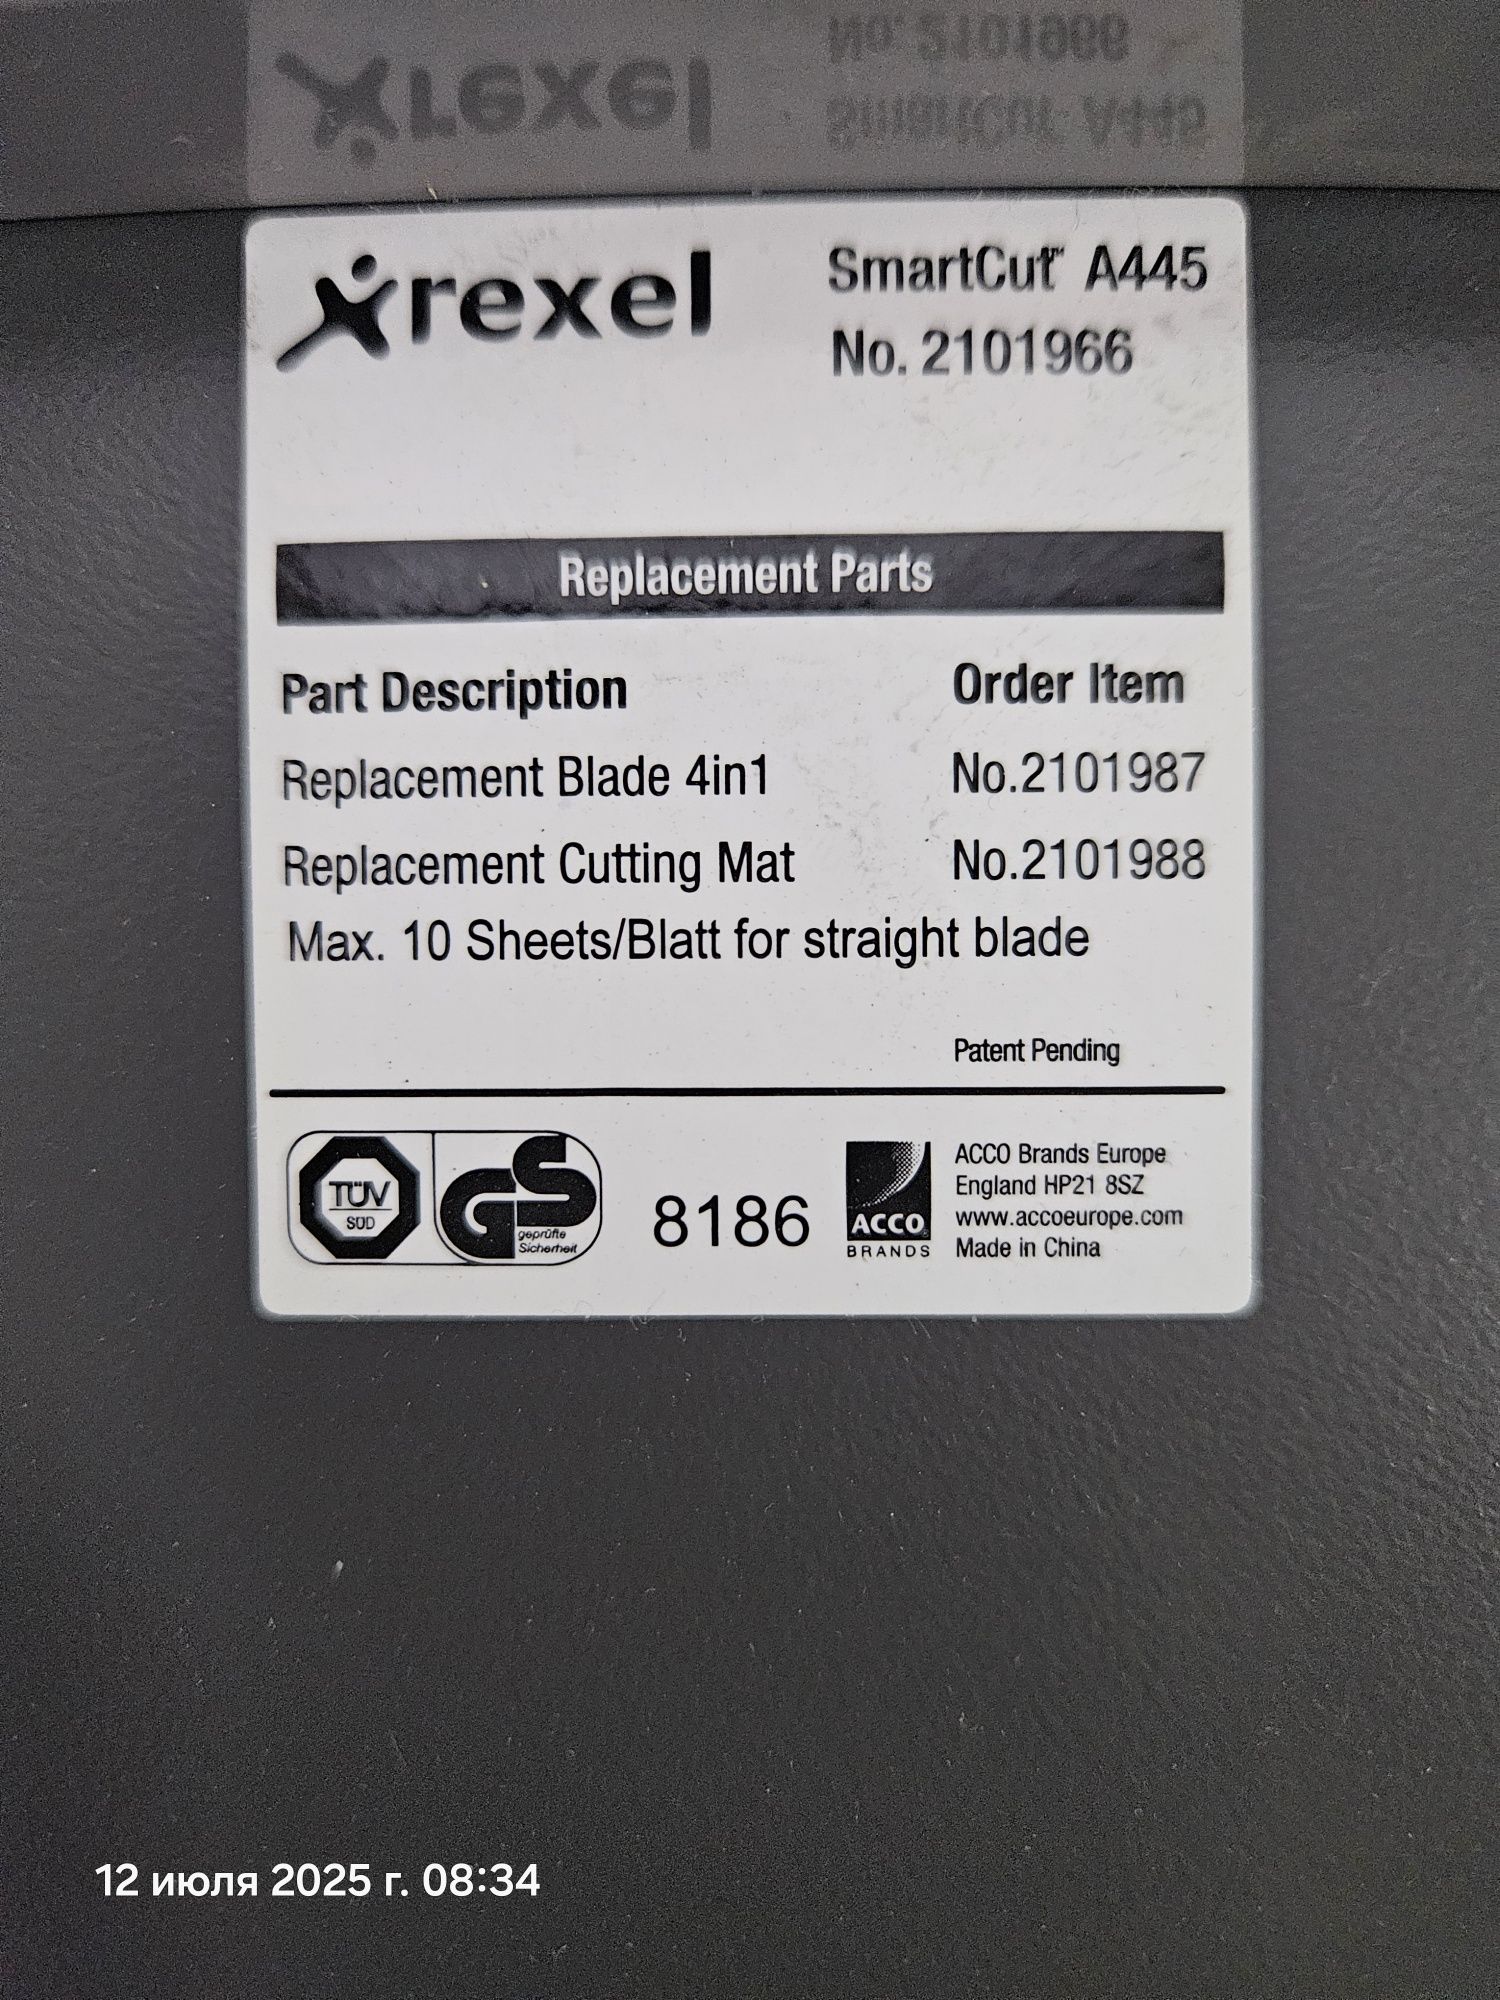 rexel
SmartCut™ A445
No. 2101966
Replacement Parts
Part Description Order Item
Replacement Blade 4in1 No.2101987
Replacement Cutting Mat No.2101988
Max. 10 Sheets/Blatt for straight blade
Patent Pending
TÜV
SÜD
GS
geprüfte
Sicherheit
8186
ACCO
BRANDS
ACCO Brands Europe
England HP21 8SZ
www.accoeurope.com
Made in China
12 июля 2025 г. 08:34